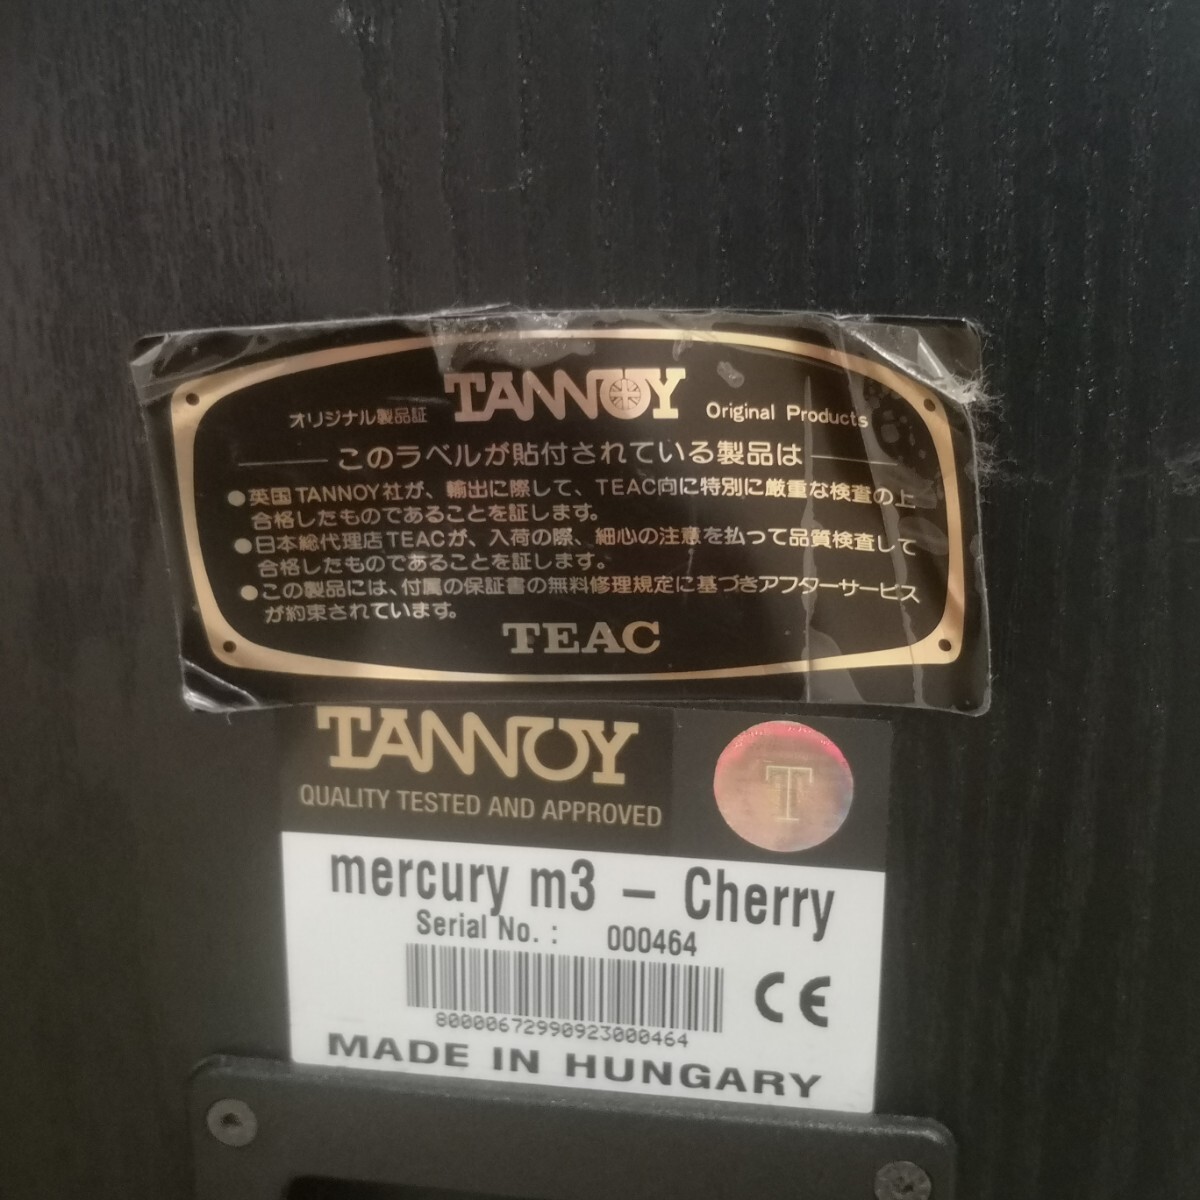 オリジナル製品証 TANNOY Original Products
このラベルが貼付されている製品は
●英国TANNOY社が、輸出に際して、TEAC向に特別に厳重な検査の上
合格したものであることを証します。
●日本総代理店TEACが、入荷の際、細心の注意を払って品質検査して
合格したものであることを証します。
●この製品には、付属の保証書の無料修理規定に基づきアフターサービス
が約束されています。
TEAC
TANNOY
QUALITY TESTED AND APPROVED
T
mercury m3 – Cherry
Serial No. : 000464
CE
80000672990923000464
MADE IN HUNGARY